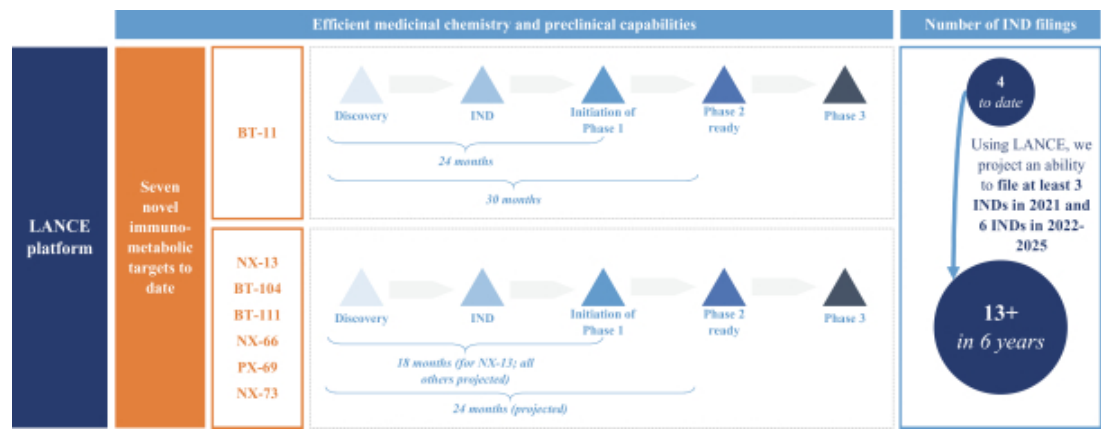 Efficient medicinal chemistry and preclinical capabilities
Number of IND filings
LANCE
platform
Seven
novel
immuno-
metabolic
targets to
date
BT-11
Discovery
IND
Initiation of
Phase 1
Phase 2
ready
Phase 3
24 months
30 months
NX-13
BT-104
BT-111
NX-66
PX-69
NX-73
Discovery
IND
Initiation of
Phase 1
Phase 2
ready
Phase 3
18 months (for NX-13; all
others projected)
24 months (projected)
4
to date
Using LANCE, we
project an ability
to file at least 3
INDs in 2021 and
6 INDs in 2022-
2025
13+
in 6 years